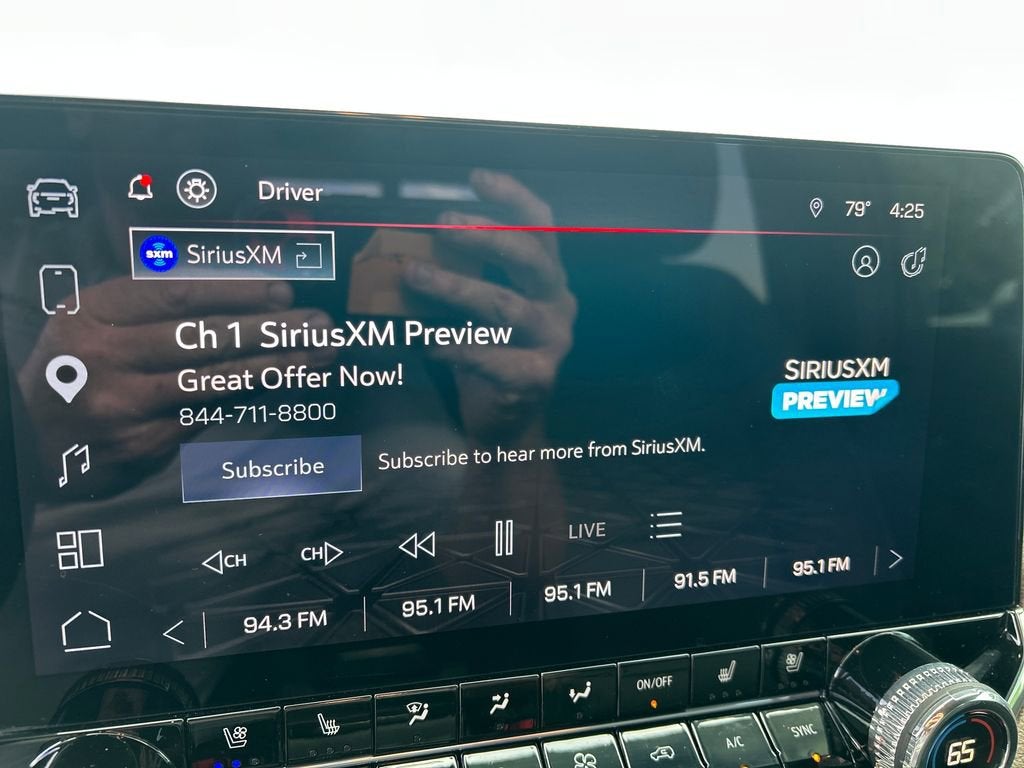 Driver
79° 4:25
sxm SiriusXM
Ch 1 SiriusXM Preview
Great Offer Now!
844-711-8800
SIRIUSXM
PREVIEW
Subscribe
Subscribe to hear more from SiriusXM.
CH
CH
LIVE
94.3 FM
95.1 FM
95.1 FM
91.5 FM
95.1 FM
ON/OFF
A/C
SYNC
65